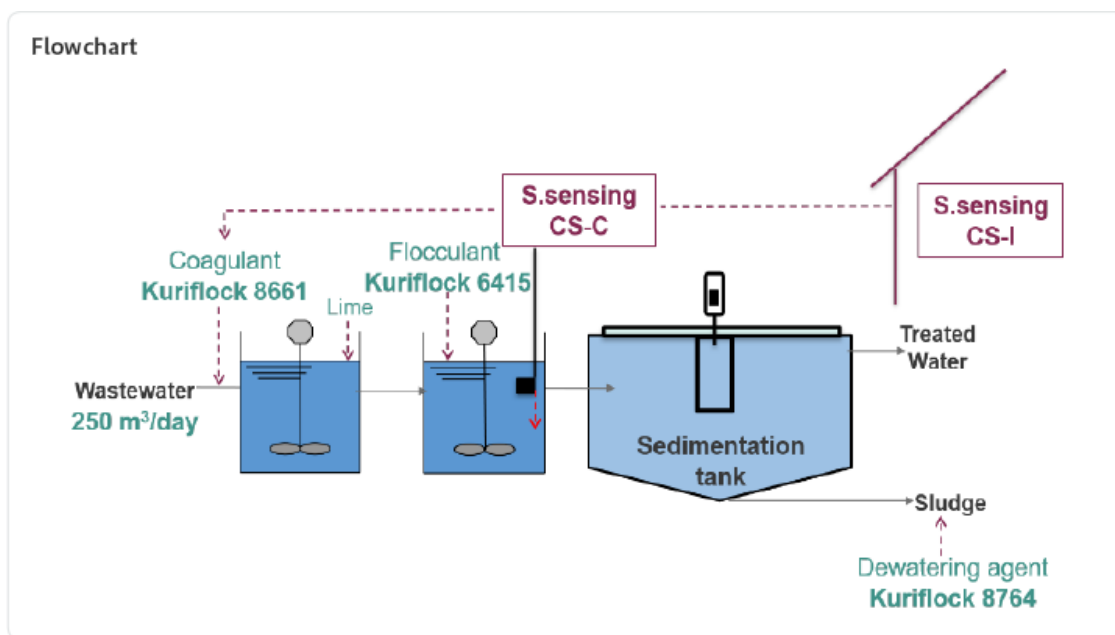 Flowchart
S.sensing
CS-C
S.sensing
CS-I
Coagulant
Kuriflock 8661
Flocculant
Kuriflock 6415
Lime
Wastewater
250 m³/day
Treated
Water
Sedimentation
tank
Sludge
Dewatering agent
Kuriflock 8764